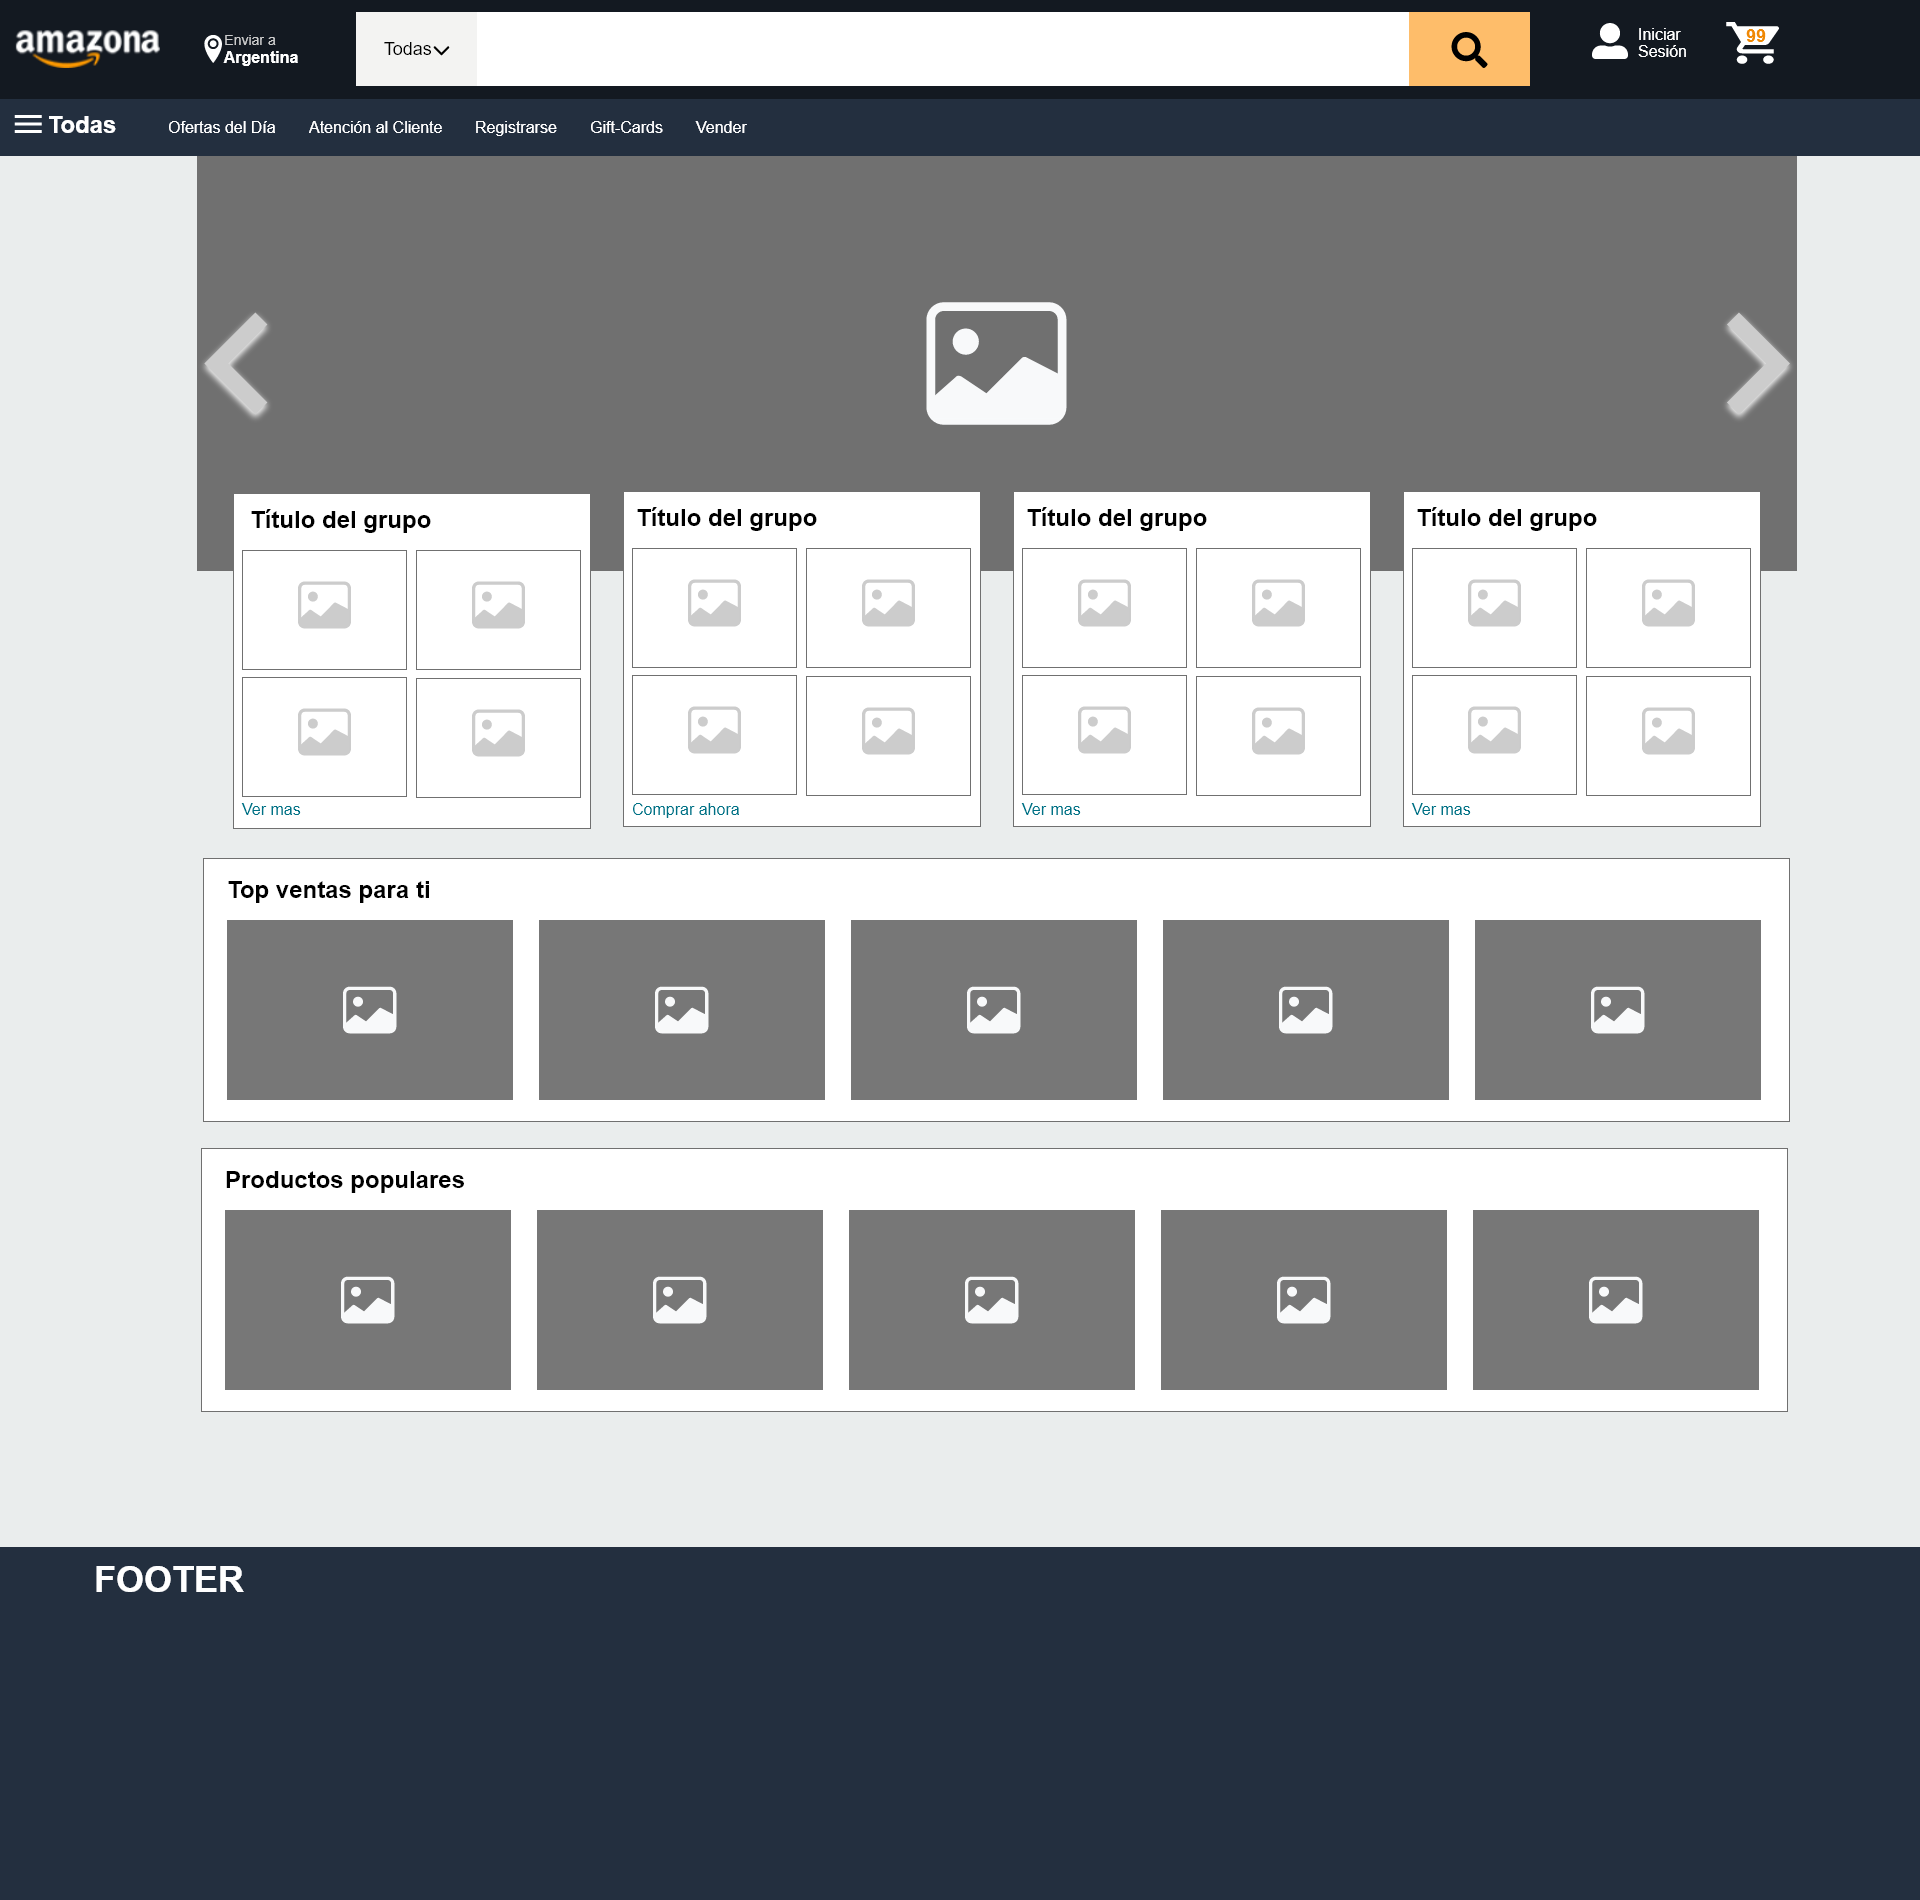 amazona
Enviar a
Argentina
Todas
Iniciar
Sesión
99
Todas
Ofertas del Día
Atención al Cliente
Registrarse
Gift-Cards
Vender
Título del grupo
Título del grupo
Título del grupo
Título del grupo
Ver mas
Comprar ahora
Ver mas
Ver mas
Top ventas para ti
Productos populares
FOOTER